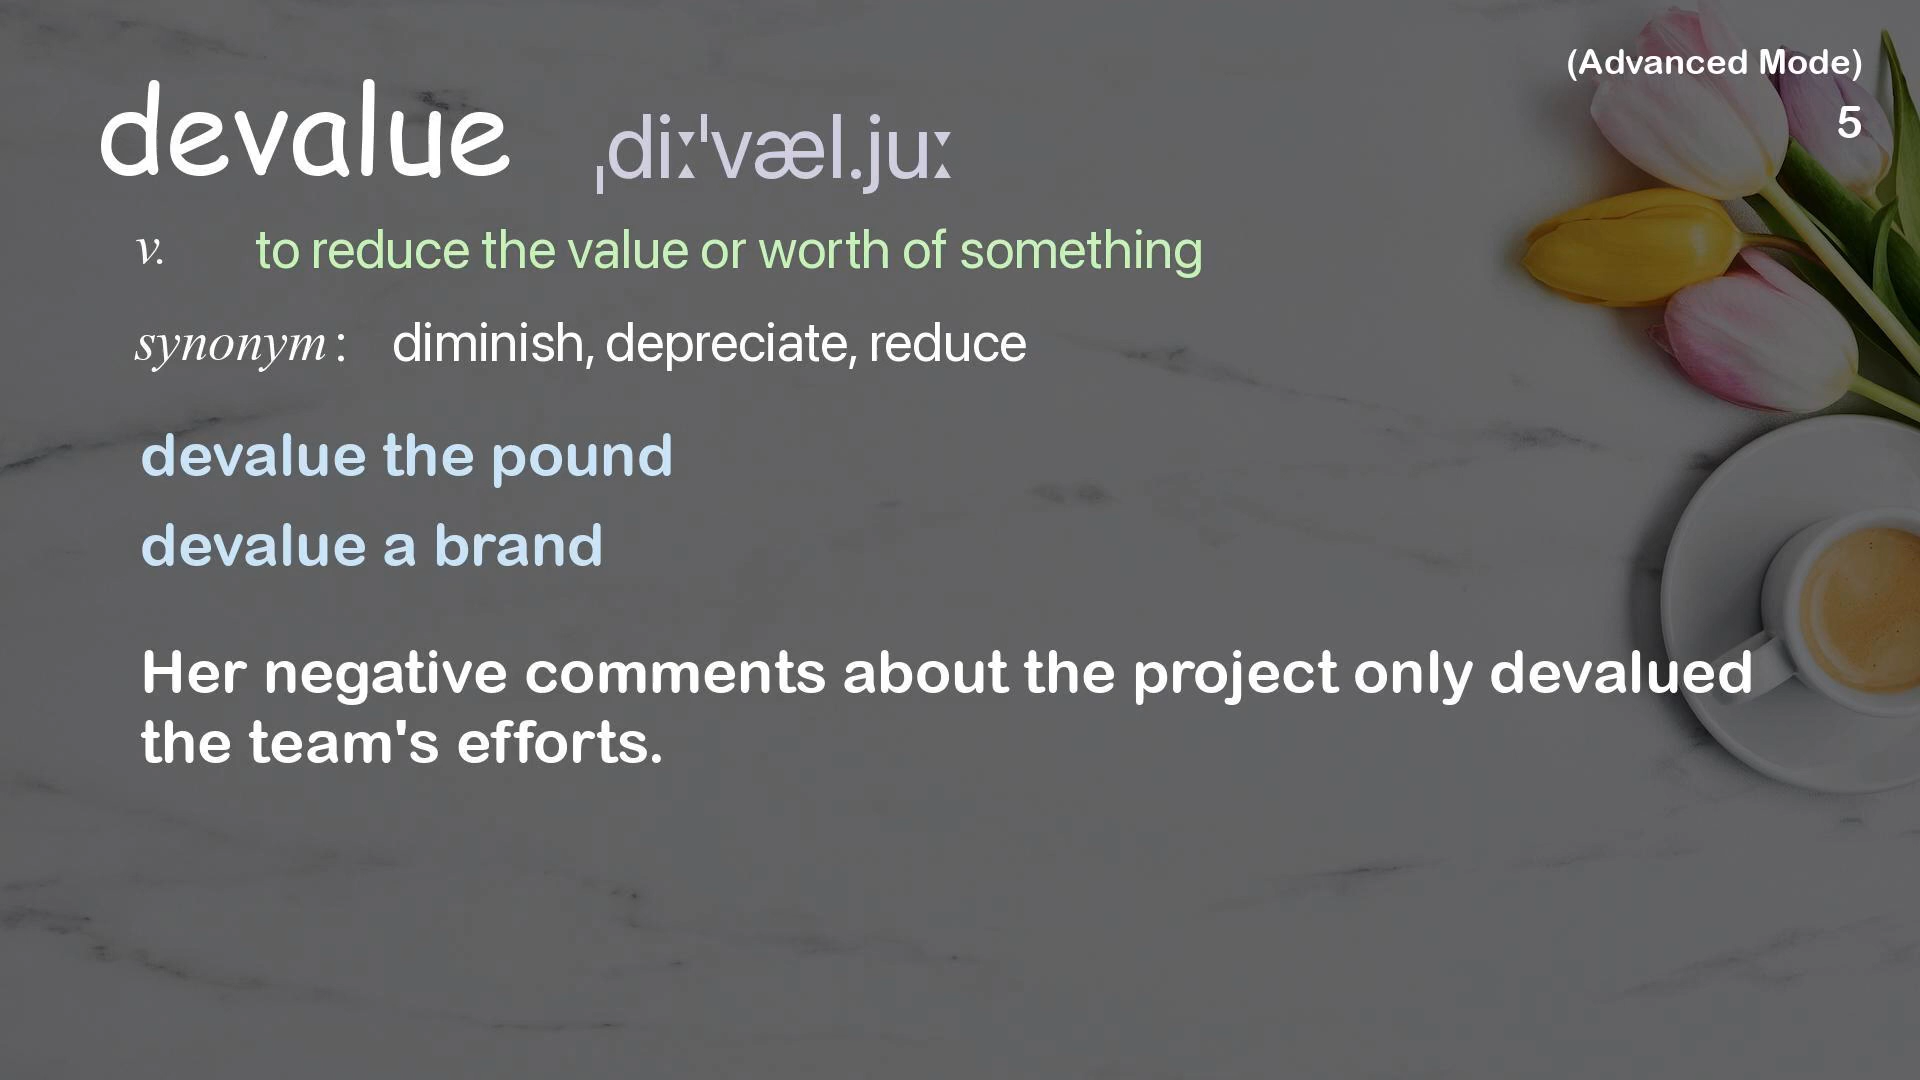 (Advanced Mode)
5
devalue ˌdiːˈvæl.juː
v. to reduce the value or worth of something
synonym : diminish, depreciate, reduce
devalue the pound
devalue a brand
Her negative comments about the project only devalued
the team's efforts.